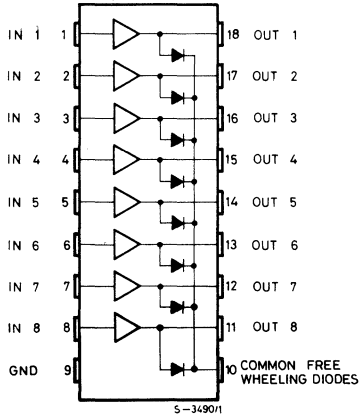 IN 1 1 18 OUT 1
IN 2 2 17 OUT 2
IN 3 3 16 OUT 3
IN 4 4 15 OUT 4
IN 5 5 14 OUT 5
IN 6 6 13 OUT 6
IN 7 7 12 OUT 7
IN 8 8 11 OUT 8
GND 9 10 COMMON FREE
WHEELING DIODES
S-3490/1